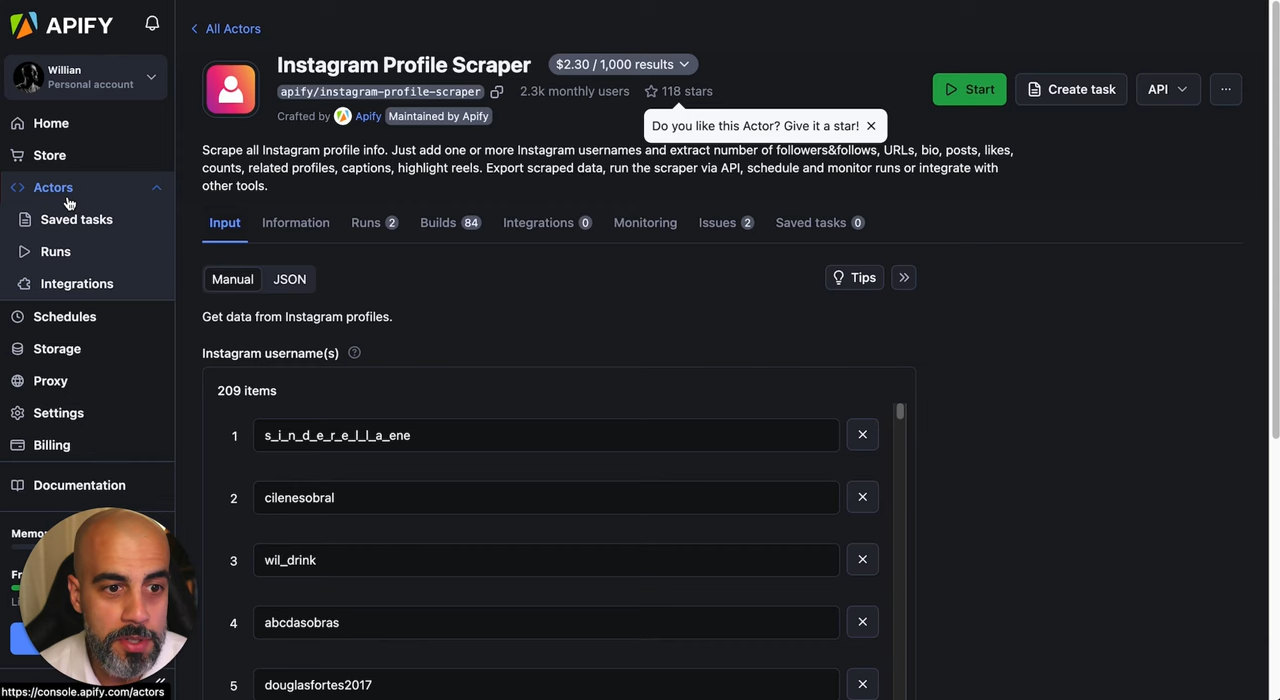 APIFY
Willian
Personal account
Home
Store
Actors
Saved tasks
Runs
Integrations
Schedules
Storage
Proxy
Settings
Billing
Documentation
https://console.apify.com/actors
All Actors
Instagram Profile Scraper
$2.30 / 1,000 results
apify/instagram-profile-scraper
2.3k monthly users
118 stars
Crafted by
Apify
Maintained by Apify
Do you like this Actor? Give it a star!
Start
Create task
API
...
Scrape all Instagram profile info. Just add one or more Instagram usernames and extract number of followers&follows, URLs, bio, posts, likes,
counts, related profiles, captions, highlight reels. Export scraped data, run the scraper via API, schedule and monitor runs or integrate with
other tools.
Input
Information
Runs 2
Builds 84
Integrations 0
Monitoring
Issues 2
Saved tasks 0
Manual
JSON
Tips
Get data from Instagram profiles.
Instagram username(s)
209 items
1 s_i_n_d_e_r_e_l_l_a_ene
2 cilenesobral
3 wil_drink
4 abcdasobras
5 douglasfortes2017